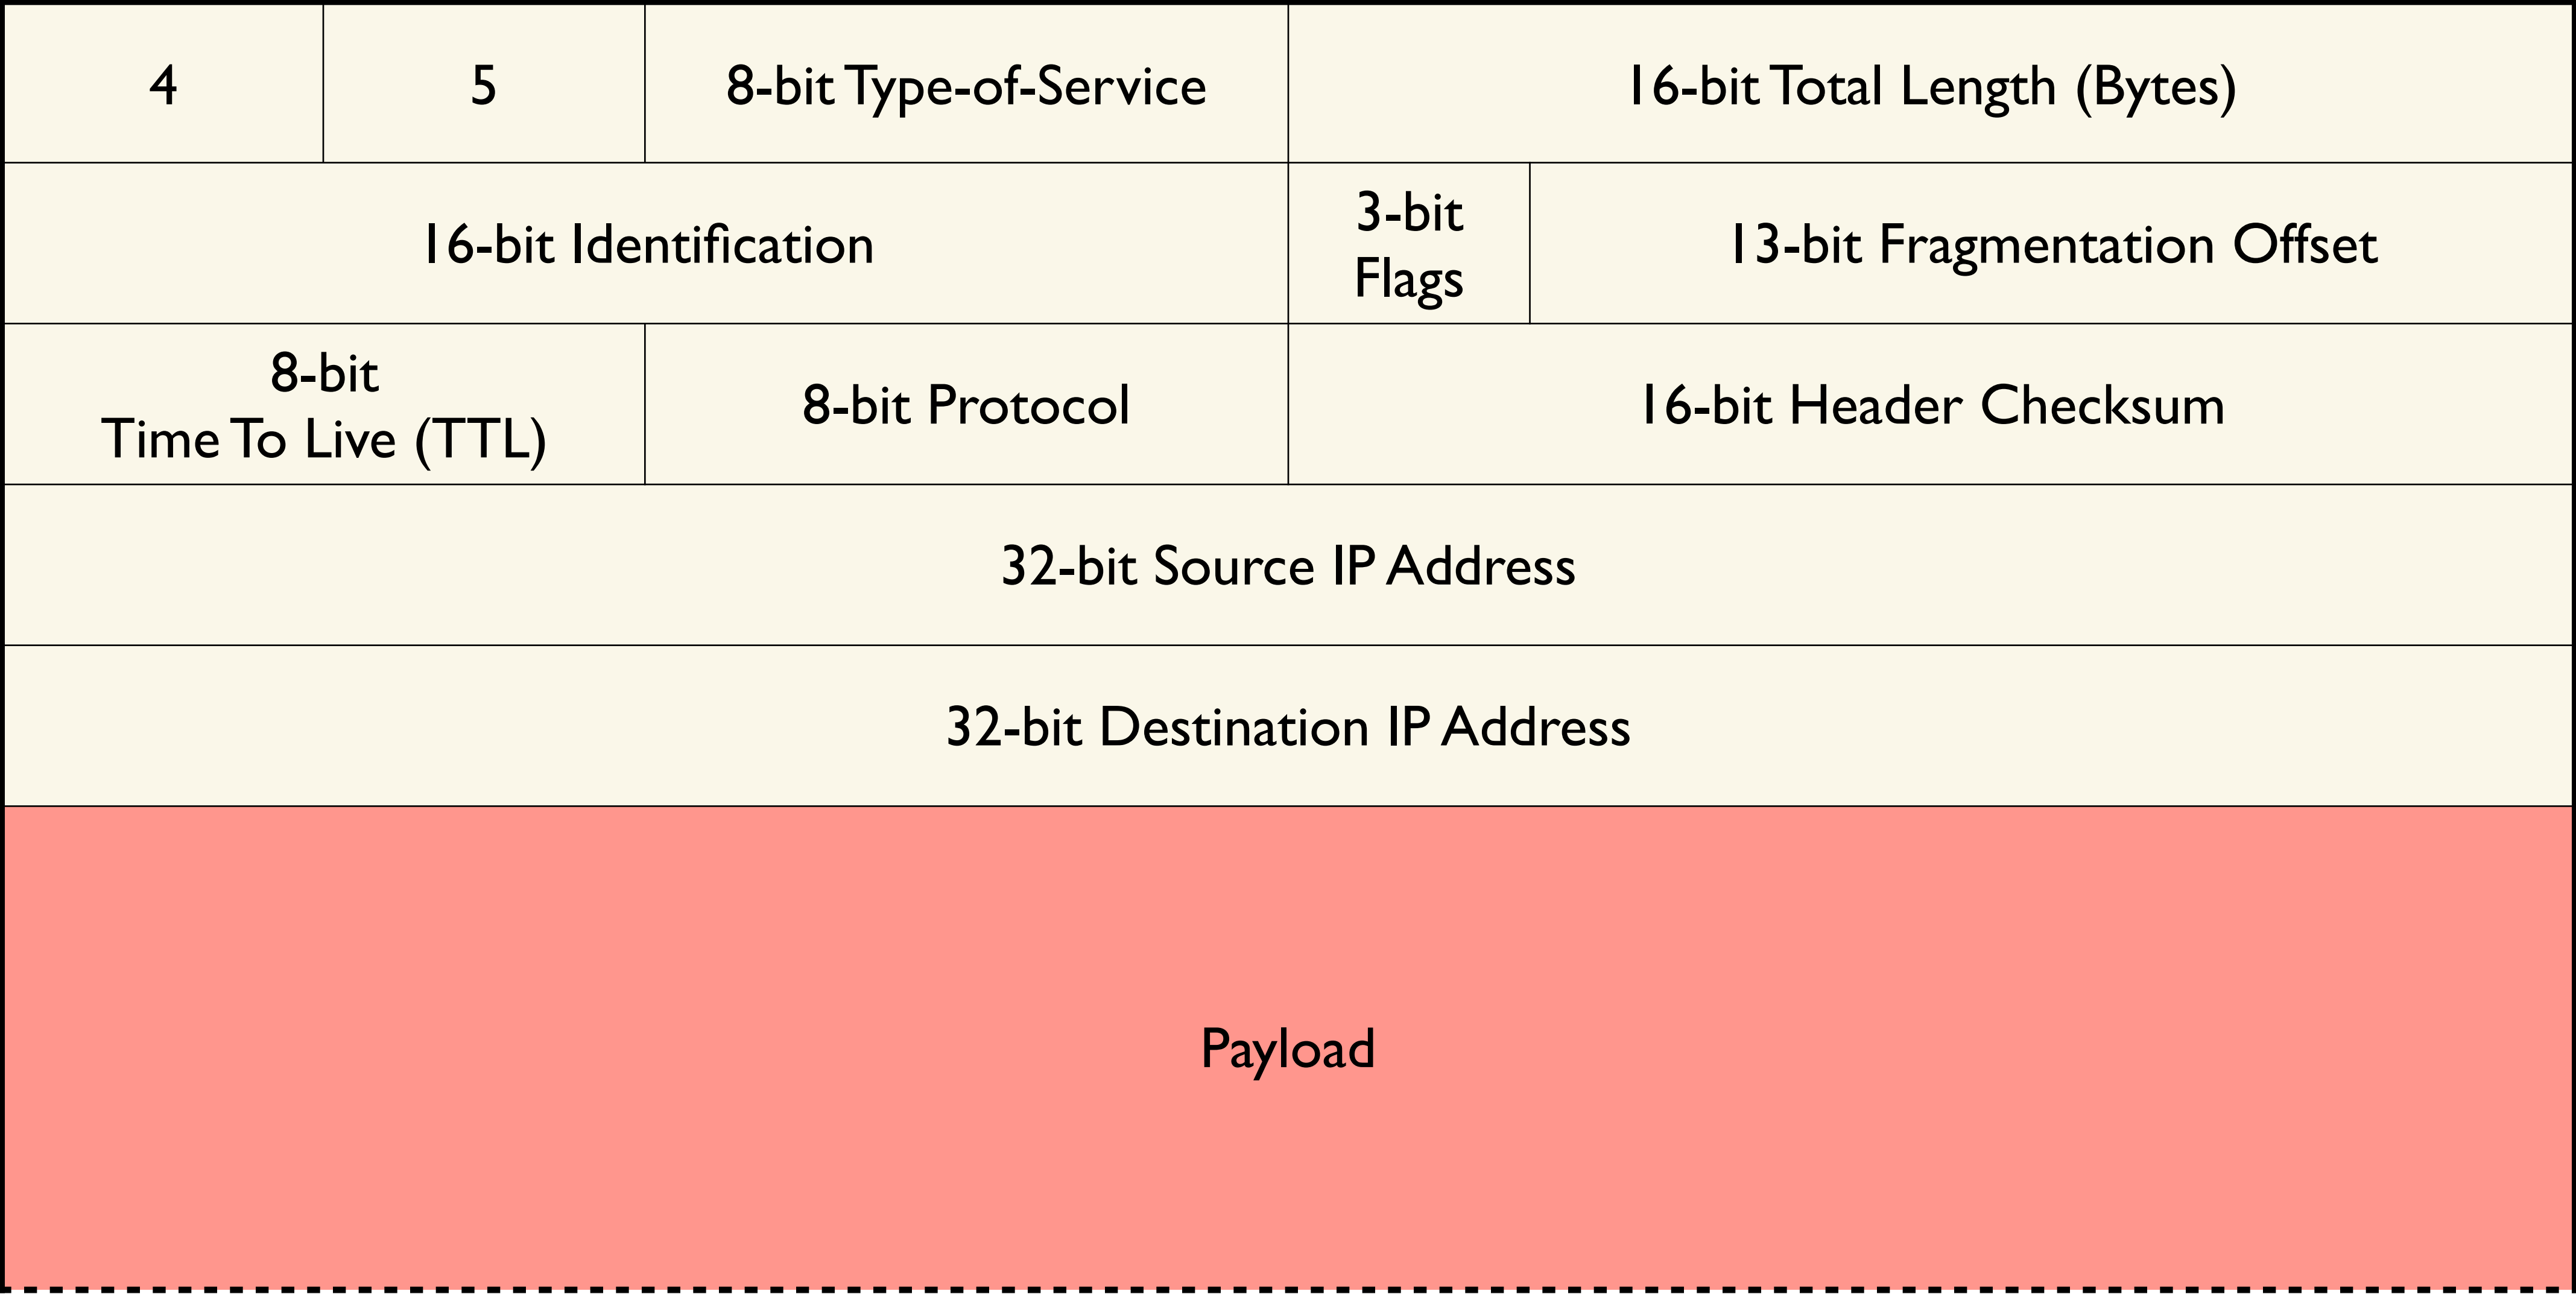 4
5
8-bit Type-of-Service
16-bit Total Length (Bytes)
16-bit Identification
3-bit
Flags
13-bit Fragmentation Offset
8-bit
Time To Live (TTL)
8-bit Protocol
16-bit Header Checksum
32-bit Source IP Address
32-bit Destination IP Address
Payload